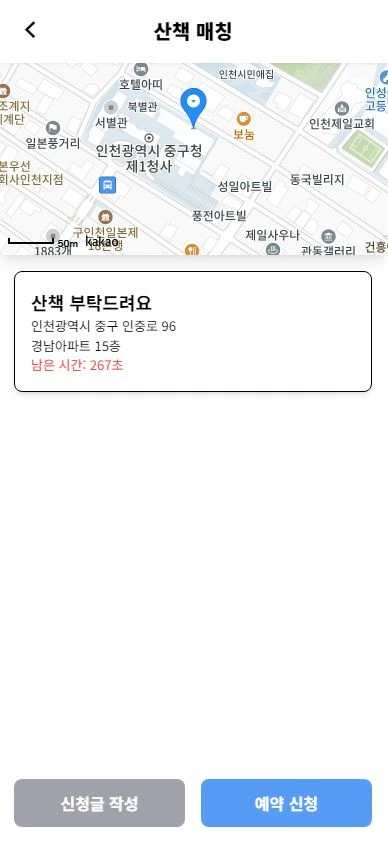 산책 매칭
호텔아띠
인천시민애집
조계지
계단
북별관
서별관
인성
고등
보눔
인천제일교회
일본풍거리
인천광역시 중구청
제1청사
본우선
회사인천지점
성일아트빌
동국빌리지
풍전아트빌
구인천일본제
18은행
제일사우나
50m
kakao
1883개
관동갤러리
건흥
산책 부탁드려요
인천광역시 중구 인중로 96
경남아파트 15층
남은 시간: 267초
신청글 작성
예약 신청